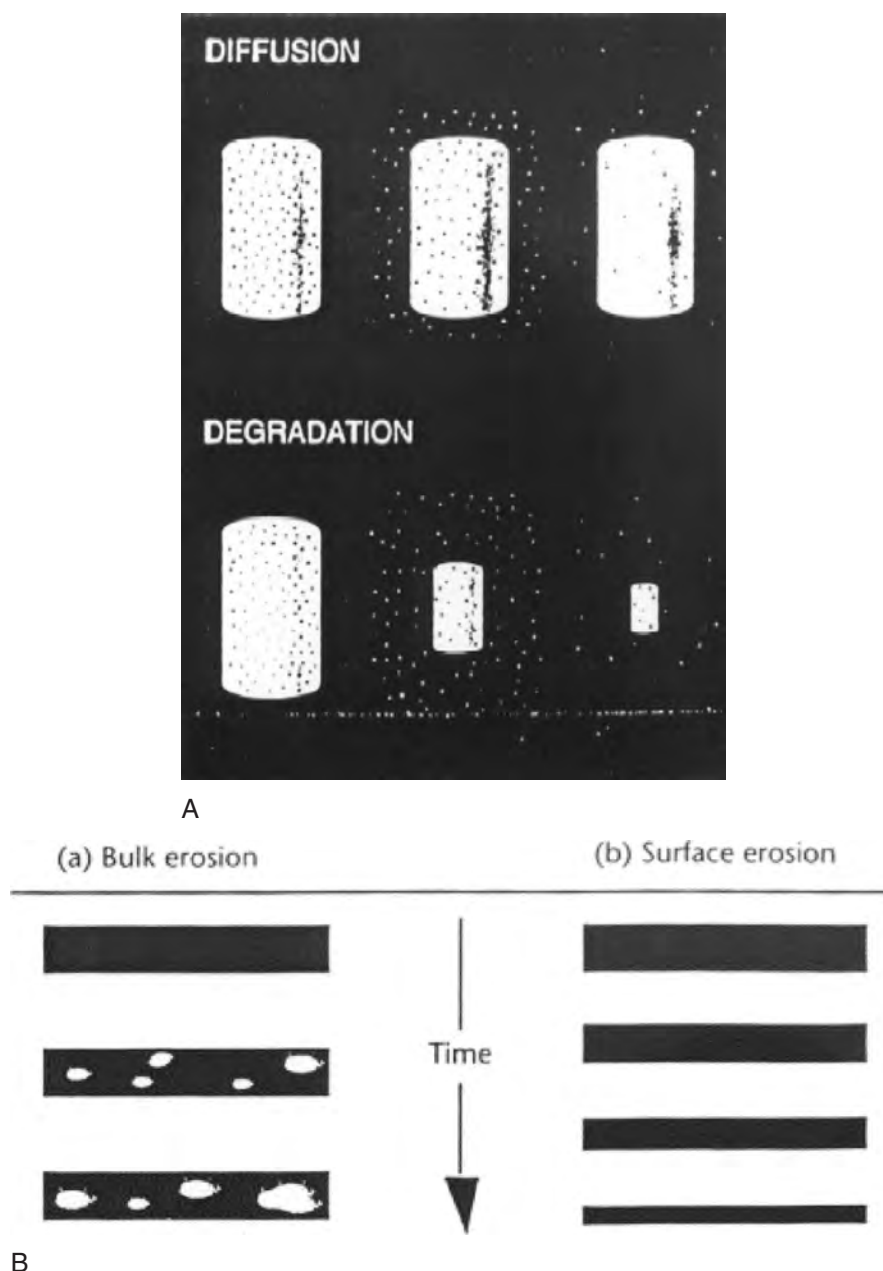 DIFFUSION
DEGRADATION
A
(a) Bulk erosion
(b) Surface erosion
Time
B